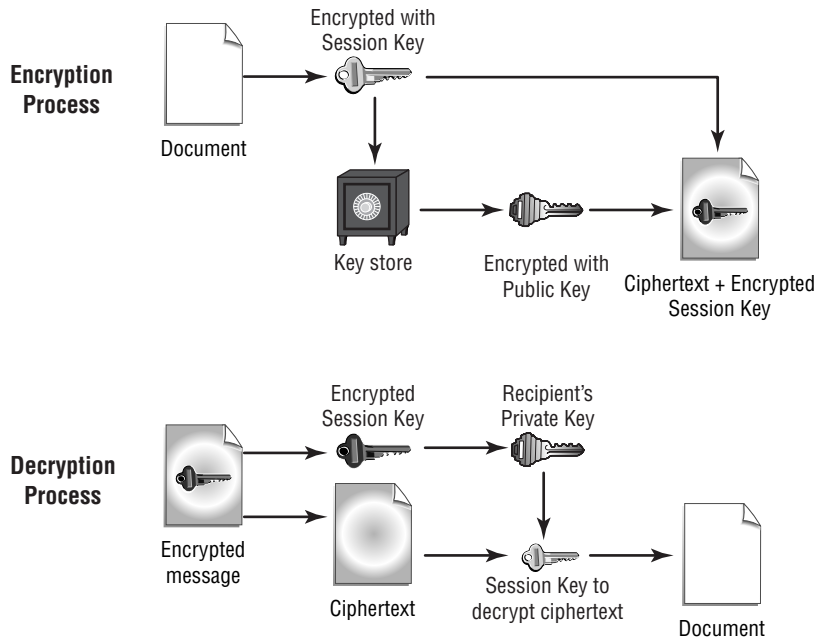 Encrypted with
Session Key
Encryption
Process
Document
Key store
Encrypted with
Public Key
Ciphertext + Encrypted
Session Key
Encrypted
Session Key
Recipient's
Private Key
Decryption
Process
Encrypted
message
Ciphertext
Session Key to
decrypt ciphertext
Document